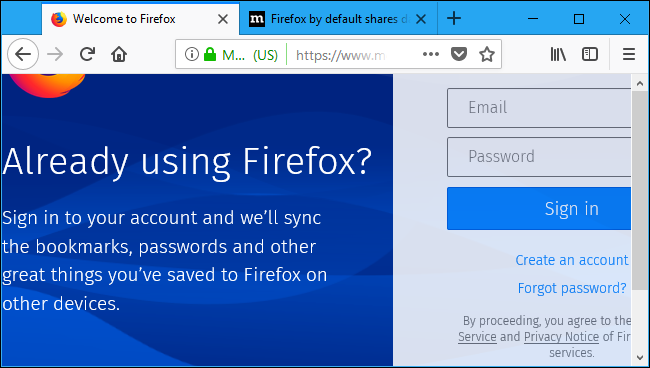 Welcome to Firefox
Firefox by default shares d
M... (US)
https://www.m
Already using Firefox?
Sign in to your account and we’ll sync
the bookmarks, passwords and other
great things you’ve saved to Firefox on
other devices.
Email
Password
Sign in
Create an account
Forgot password?
By proceeding, you agree to the
Service and Privacy Notice of Fir
services.